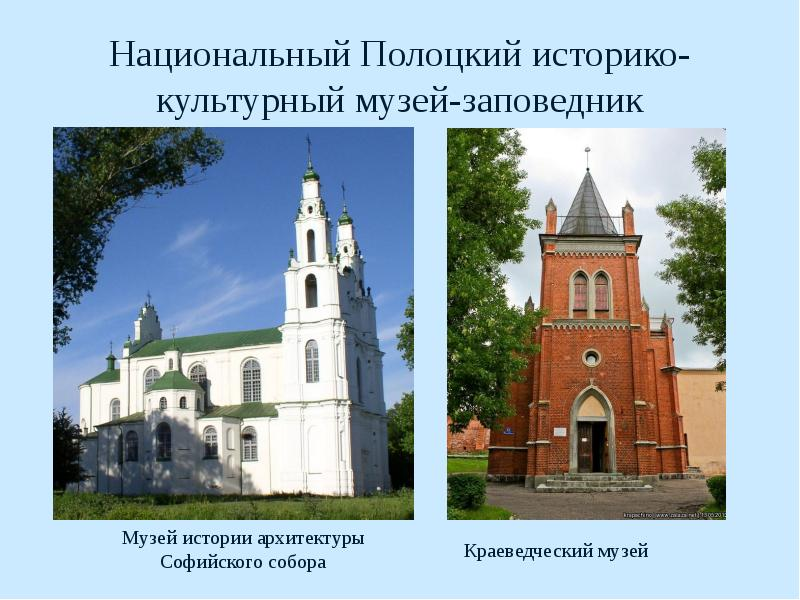 Национальный Полоцкий историко-
культурный музей-заповедник
Музей истории архитектуры
Софийского собора
Краеведческий музей